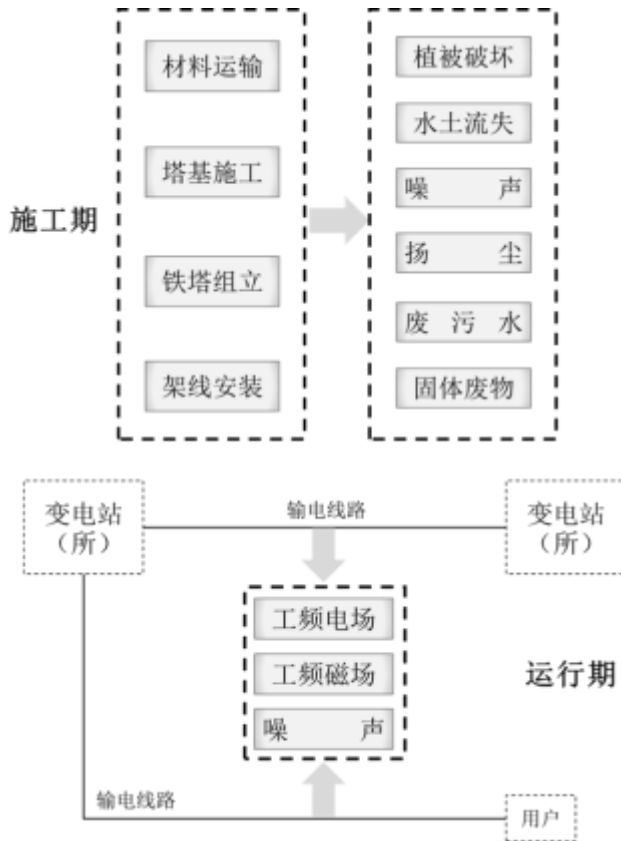 施工期
材料运输
塔基施工
铁塔组立
架线安装
植被破坏
水土流失
噪声
扬尘
废污水
固体废物
变电站
（所）
输电线路
变电站
（所）
工频电场
工频磁场
噪声
运行期
输电线路
用户